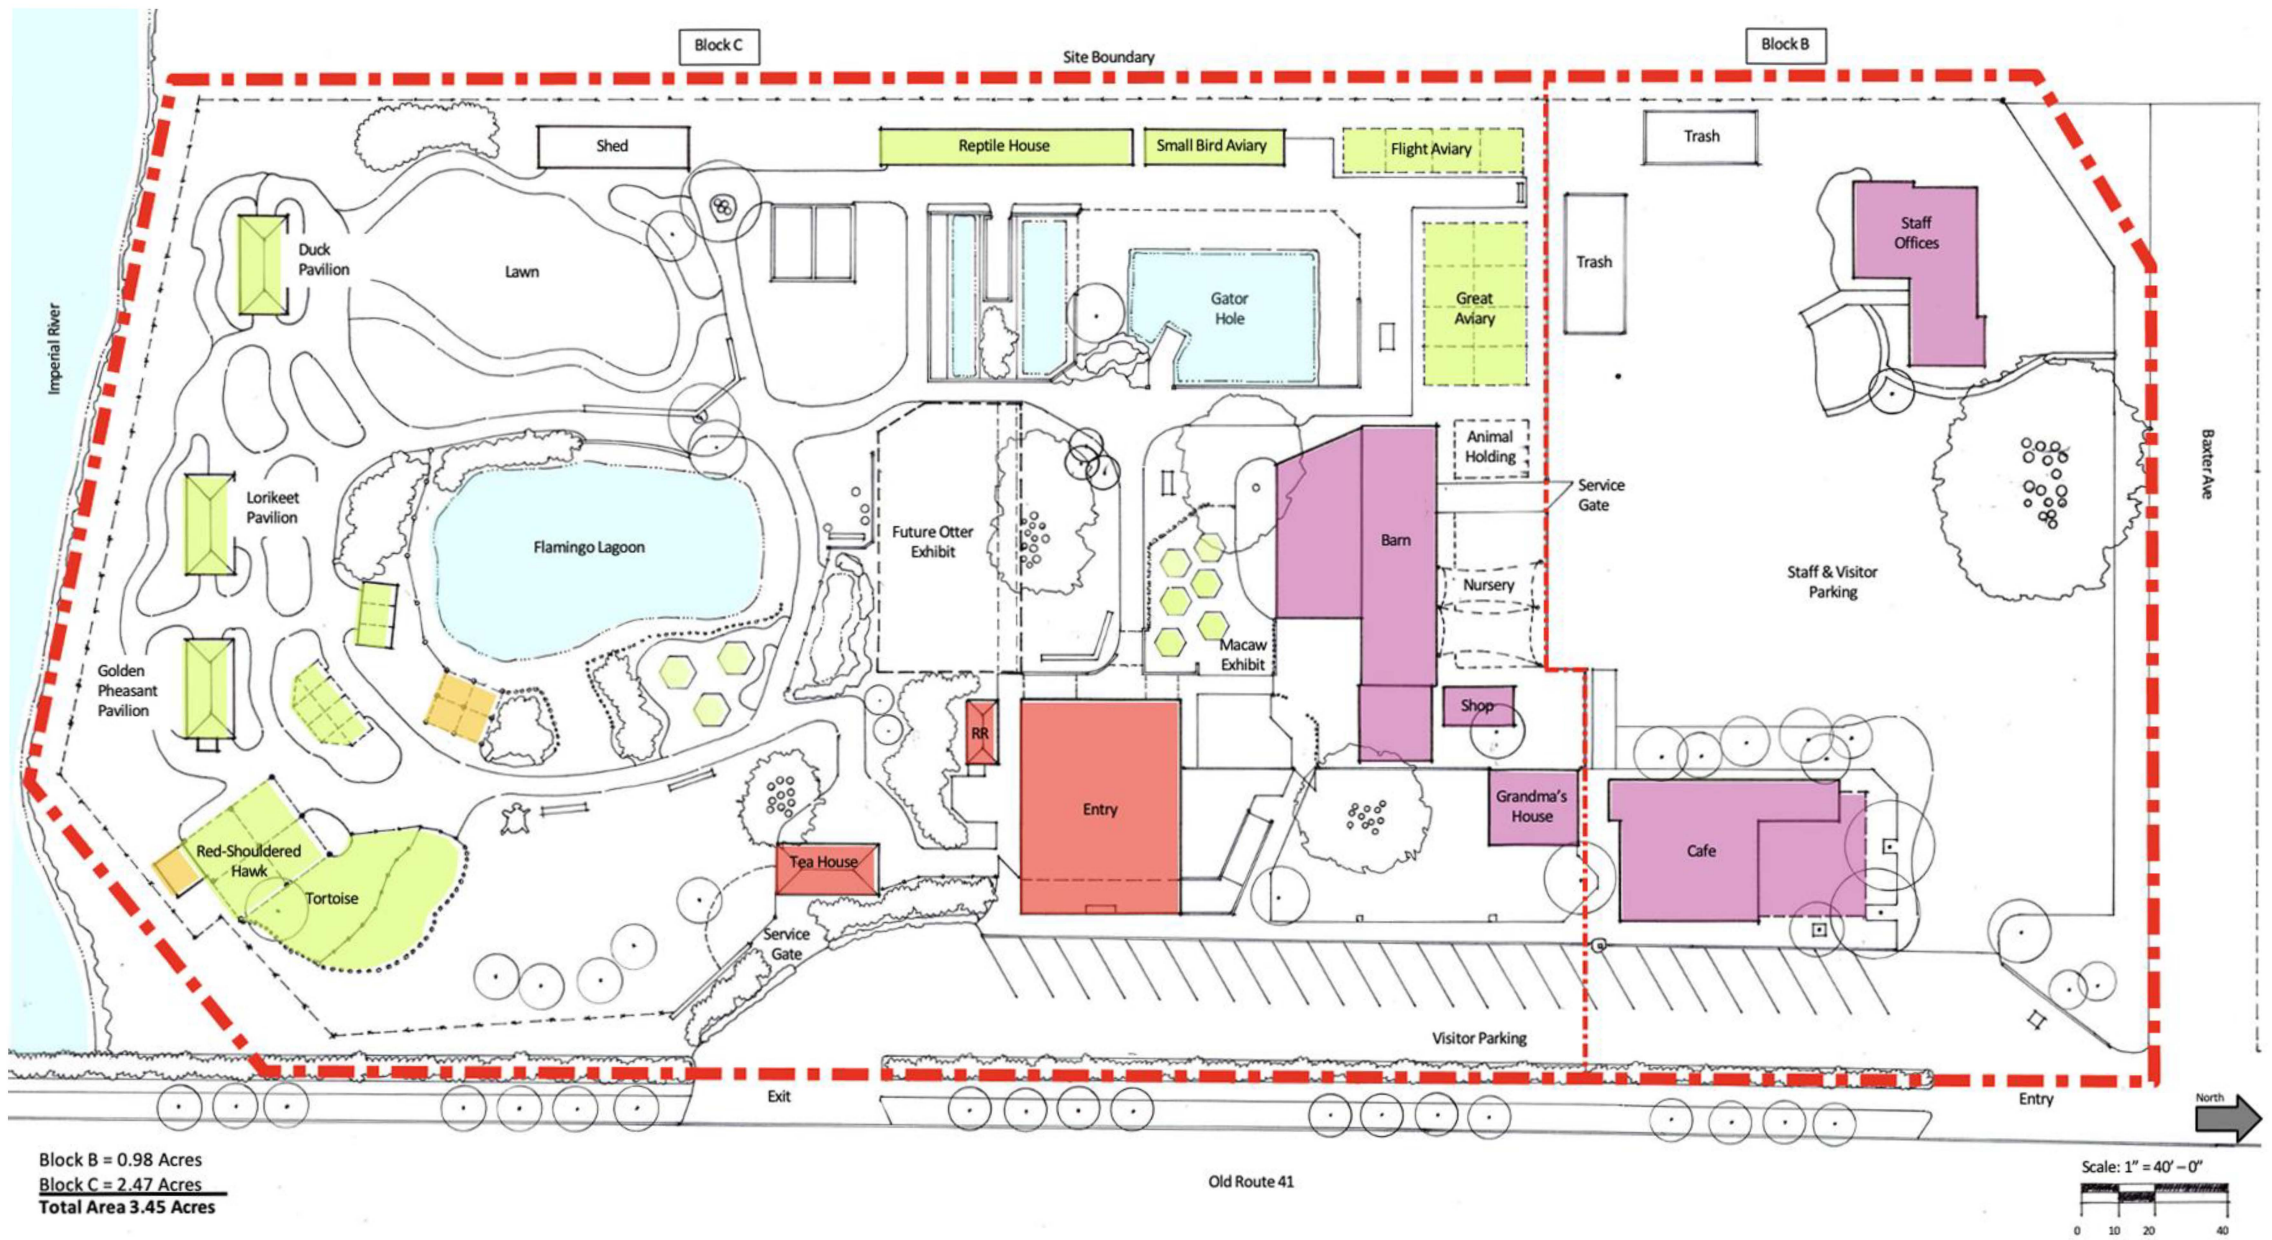 Block C
Block B
Site Boundary
Shed
Reptile House
Small Bird Aviary
Flight Aviary
Trash
Staff
Offices
Duck
Pavilion
Lawn
Gator
Hole
Great
Aviary
Trash
Imperial River
Animal
Holding
Service
Gate
Baxter Ave
Lorikeet
Pavilion
Flamingo Lagoon
Future Otter
Exhibit
Barn
Nursery
Staff & Visitor
Parking
Macaw
Exhibit
Golden
Pheasant
Pavilion
RR
Shop
Entry
Grandma’s
House
Cafe
Red-Shouldered
Hawk
Tortoise
Tea House
Service
Gate
Visitor Parking
Exit
Entry
North
Block B = 0.98 Acres
Block C = 2.47 Acres
Total Area 3.45 Acres
Old Route 41
Scale: 1” = 40’ – 0”
0 10 20 40